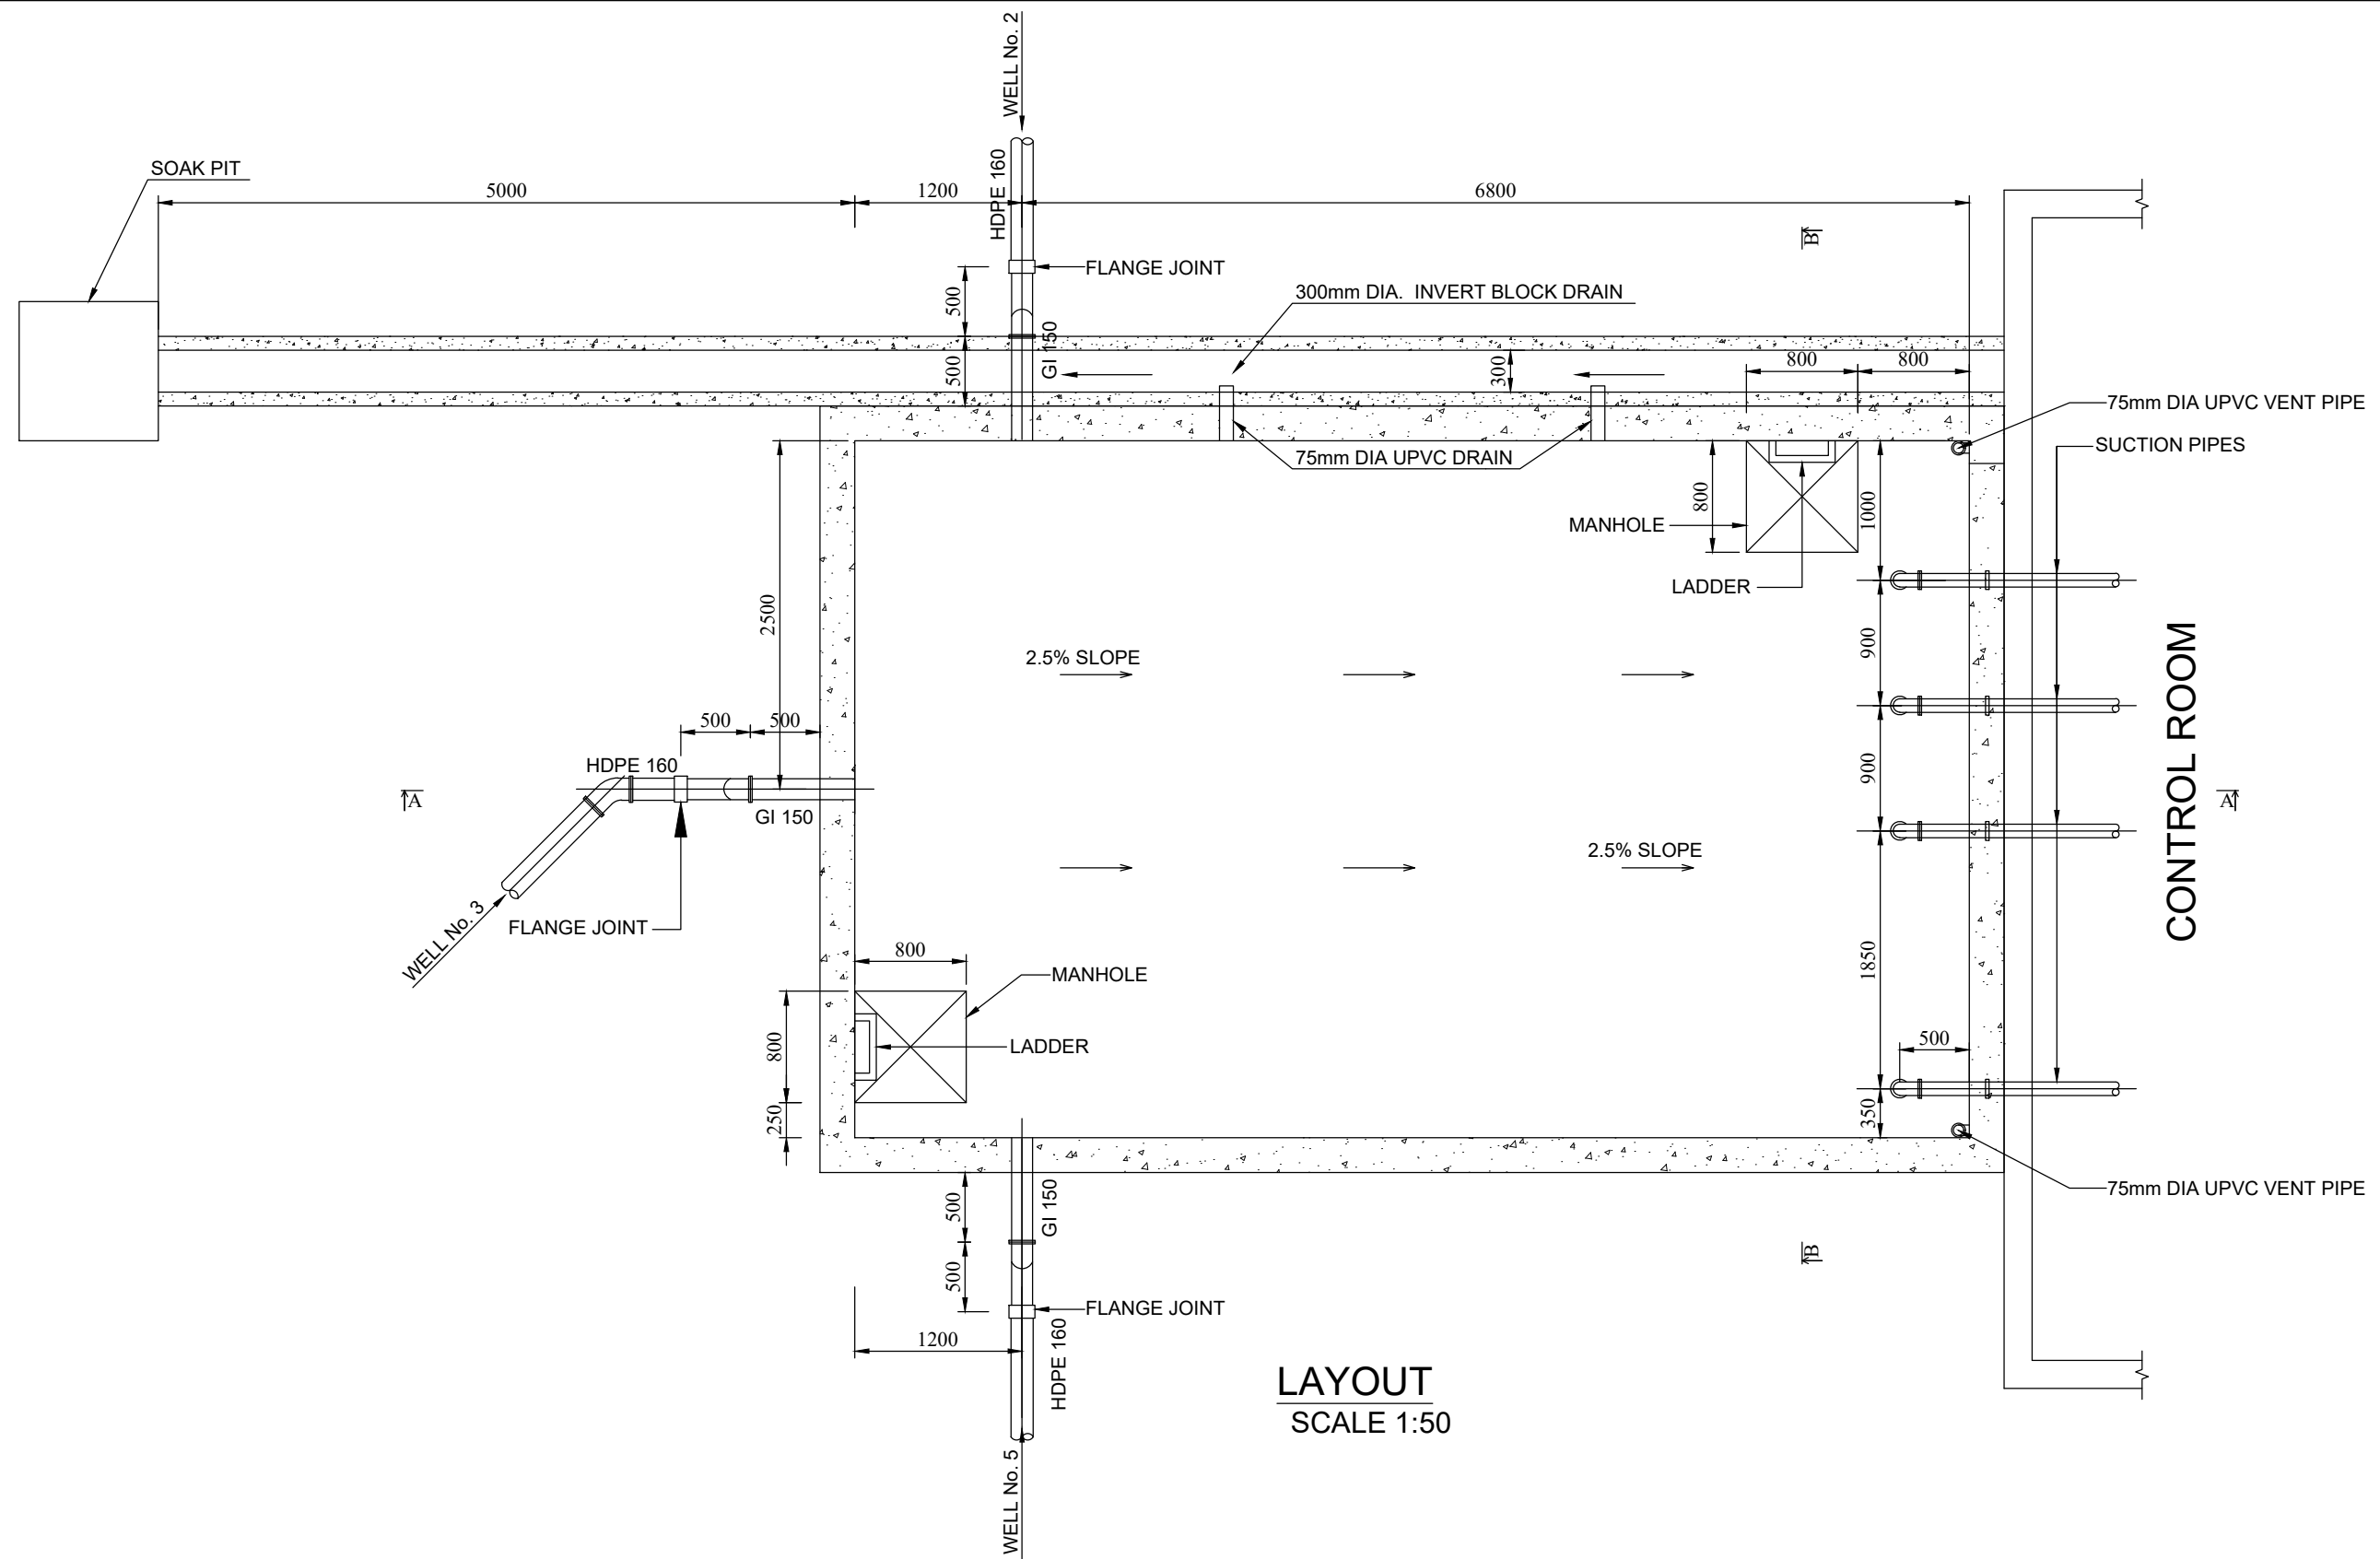 WELL No. 2
SOAK PIT
5000
1200
HDPE 160
6800
B
FLANGE JOINT
500
300mm DIA. INVERT BLOCK DRAIN
GI 150
500
300
800
800
75mm DIA UPVC VENT PIPE
SUCTION PIPES
75mm DIA UPVC DRAIN
800
1000
MANHOLE
LADDER
2500
900
2.5% SLOPE
CONTROL ROOM
500
500
HDPE 160
900
A
A
GI 150
2.5% SLOPE
WELL No. 3
FLANGE JOINT
800
1850
MANHOLE
800
LADDER
500
250
350
75mm DIA UPVC VENT PIPE
500
GI 150
B
500
FLANGE JOINT
1200
HDPE 160
LAYOUT
SCALE 1:50
WELL No. 5